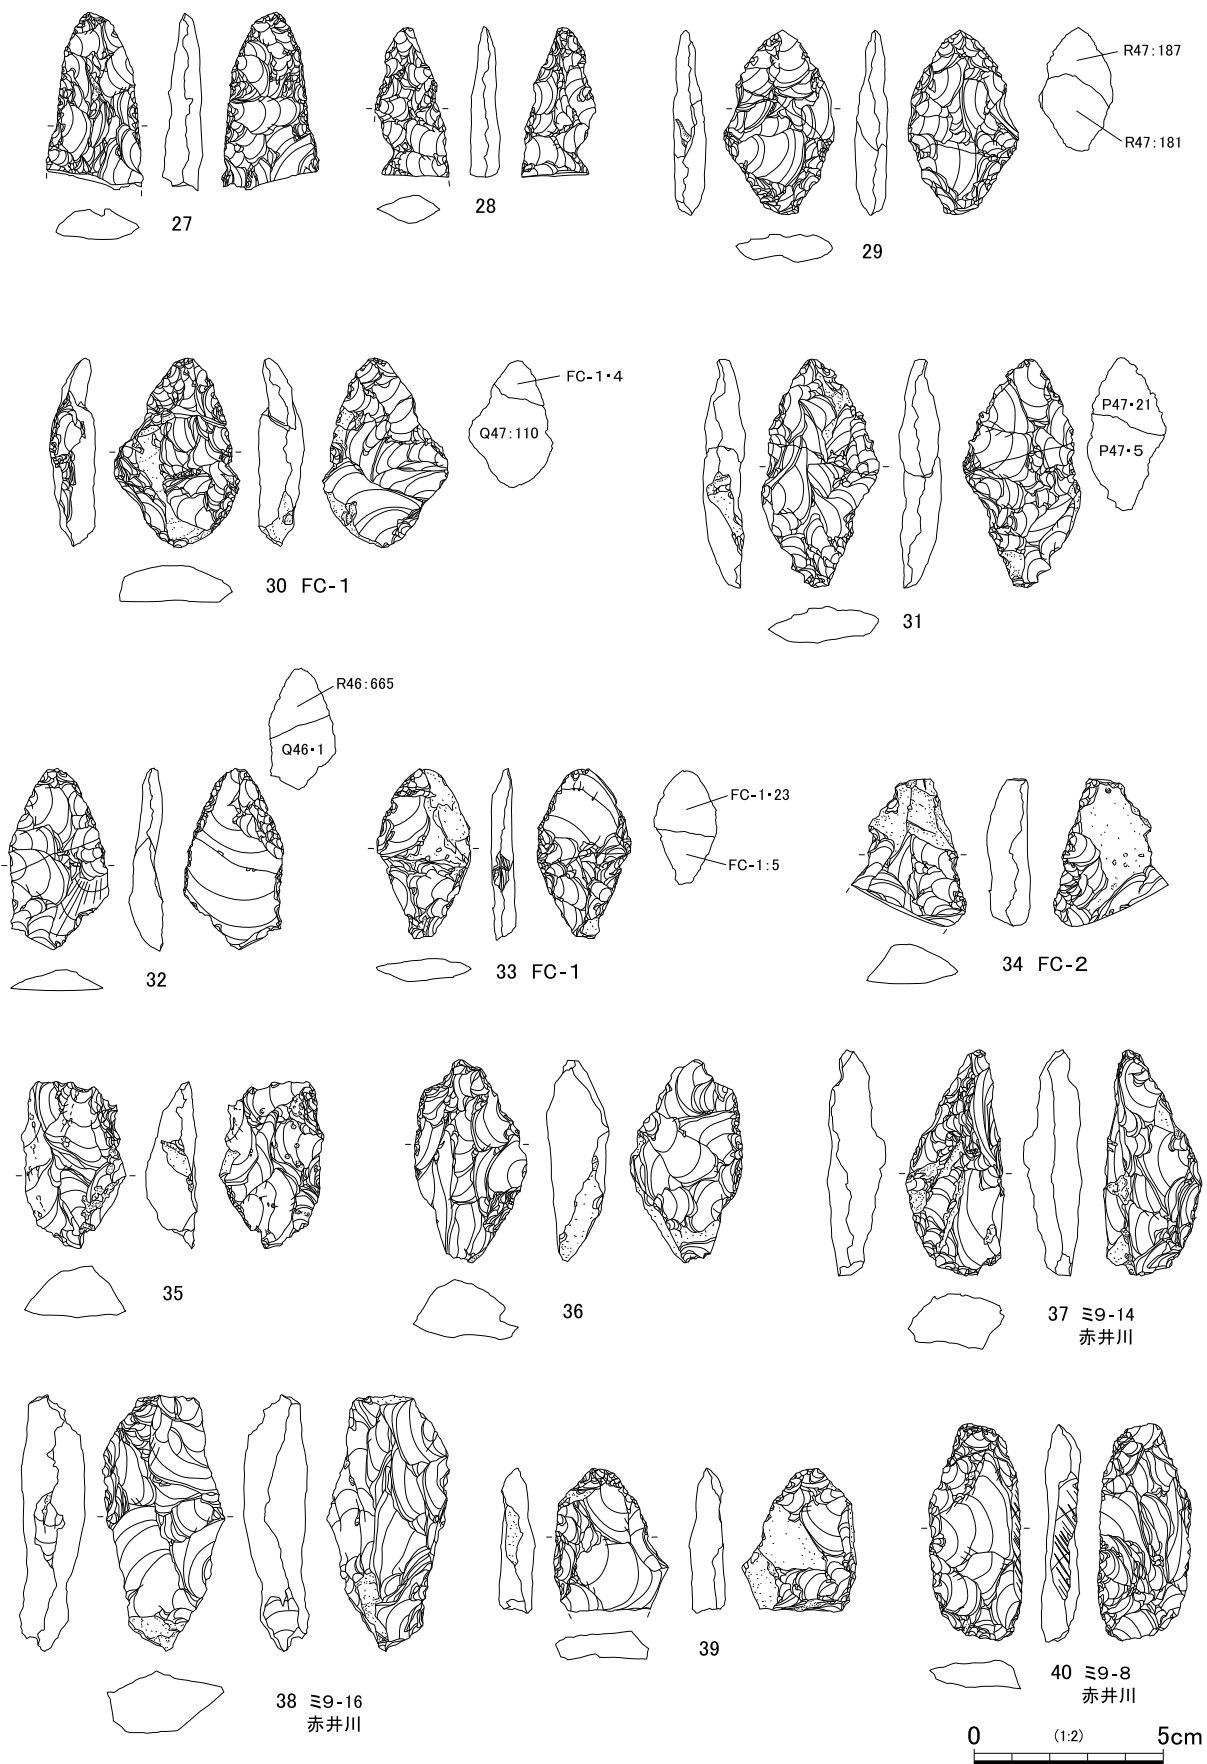 27
28
R47:187
R47:181
29
FC-1・4
Q47:110
30 FC-1
P47・21
P47・5
31
R46:665
Q46・1
32
FC-1・23
FC-1:5
33 FC-1
34 FC-2
35
36
37 ミ9-14
赤井川
38 ミ9-16
赤井川
39
40 ミ9-8
赤井川
0 (1:2) 5cm